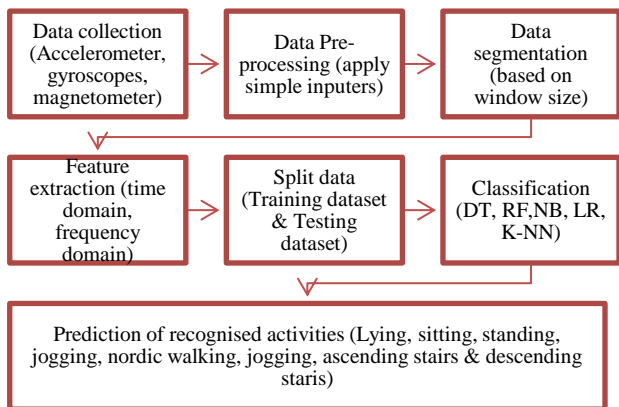 Data collection
(Accelerometer,
gyroscopes,
magnetometer)
Data Pre-
processing (apply
simple inputers)
Data
segmentation
(based on
window size)
Feature
extraction (time
domain,
frequency
domain)
Split data
(Training dataset
& Testing
dataset)
Classification
(DT, RF,NB, LR,
K-NN)
Prediction of recognised activities (Lying, sitting, standing,
jogging, nordic walking, jogging, ascending stairs & descending
staris)